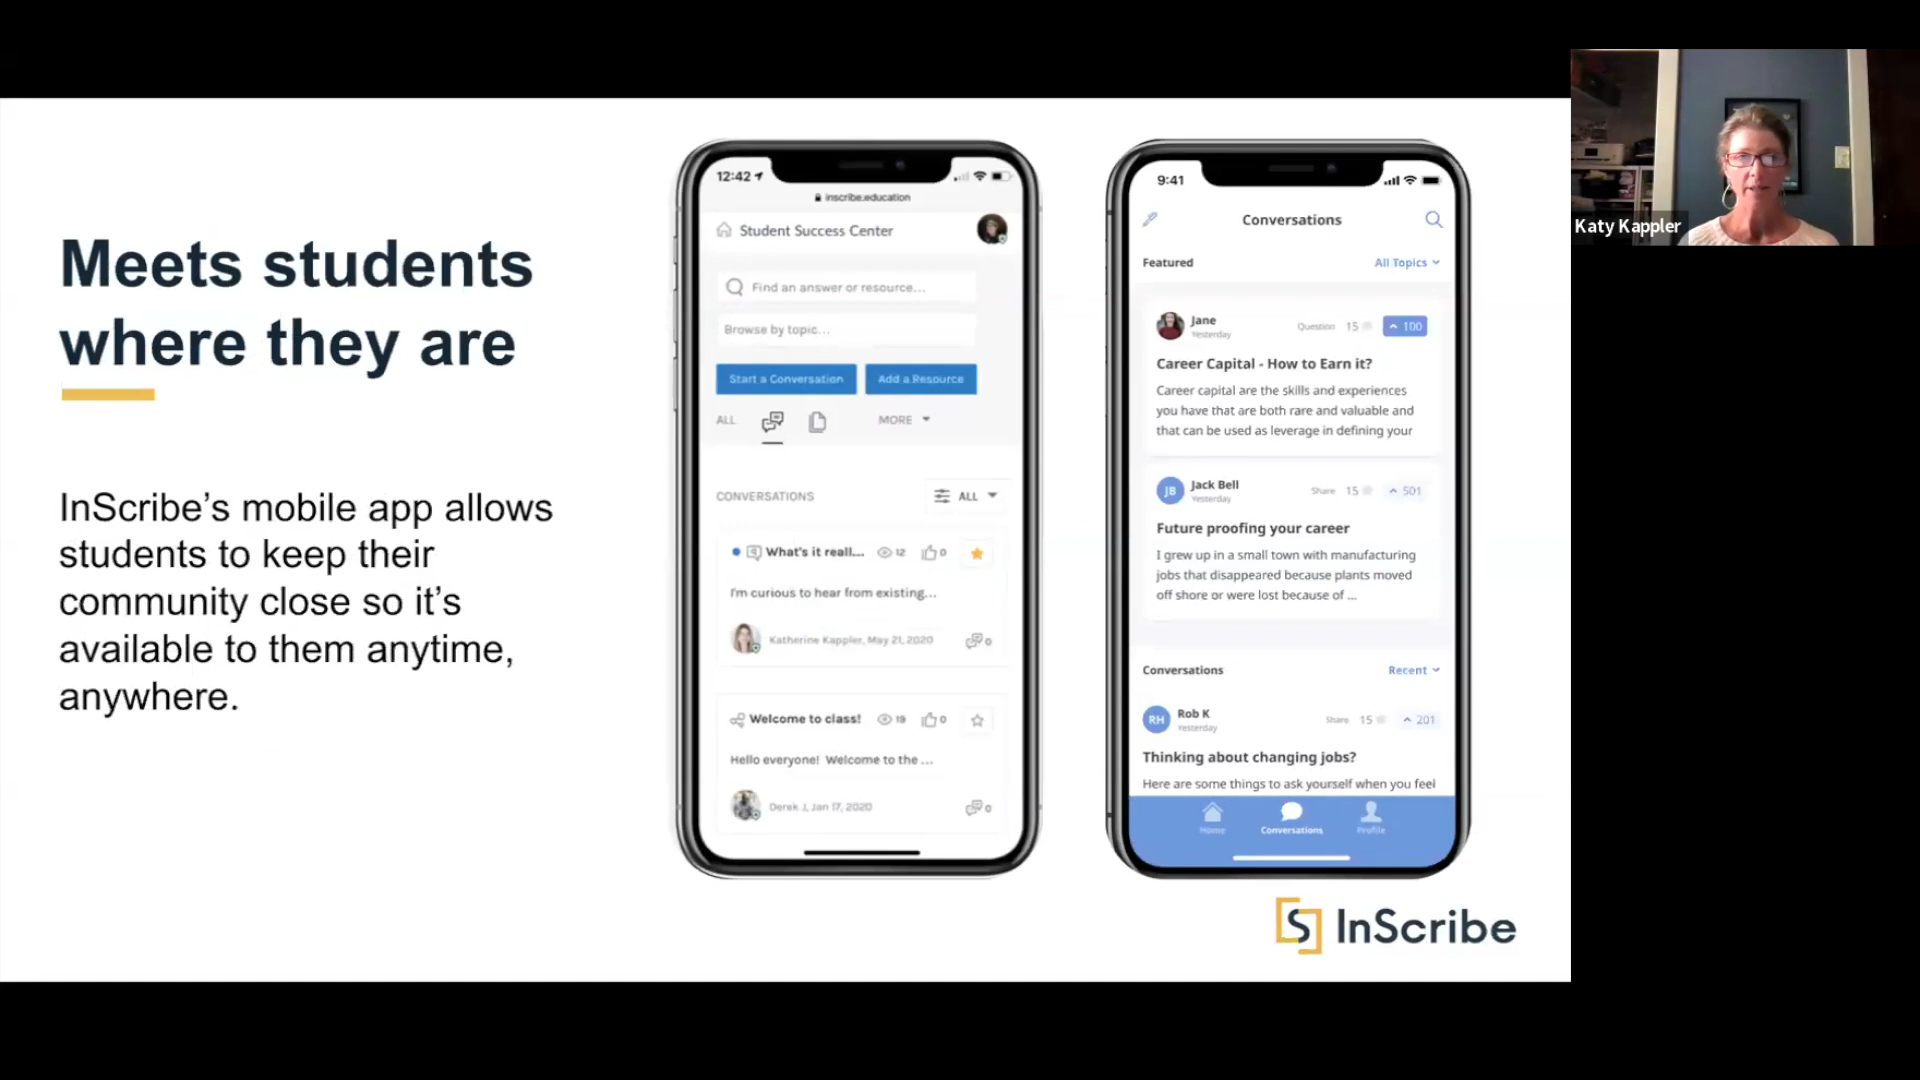 Meets students
where they are
InScribe's mobile app allows
students to keep their
community close so it's
available to them anytime,
anywhere.
12:42
inscribe.education
Student Success Center
Find an answer or resource...
Browse by topic...
Start a Conversation Add a Resource
ALL MORE
CONVERSATIONS ALL
What's it reall... 12 0
I'm curious to hear from existing...
Katherine Kappler, May 21, 2020 0
Welcome to class! 19 0
Hello everyone! Welcome to the ...
Derek J, Jan 17, 2020 0
9:41
Conversations
Featured All Topics
Jane
Yesterday Question 15 100
Career Capital - How to Earn it?
Career capital are the skills and experiences
you have that are both rare and valuable and
that can be used as leverage in defining your
JB Jack Bell
Yesterday Share 15 501
Future proofing your career
I grew up in a small town with manufacturing
jobs that disappeared because plants moved
off shore or were lost because of ...
Conversations Recent
RH Rob K
Yesterday Share 15 201
Thinking about changing jobs?
Here are some things to ask yourself when you feel
Home Conversations Profile
InScribe
Katy Kappler